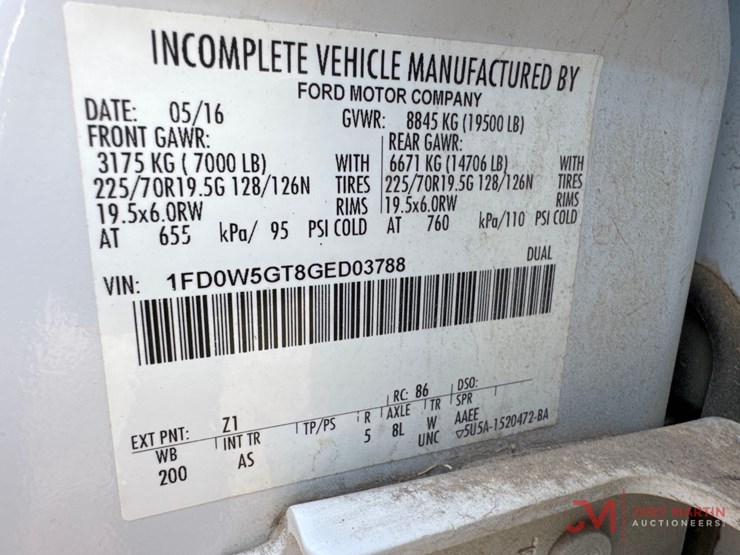 INCOMPLETE VEHICLE MANUFACTURED BY
FORD MOTOR COMPANY
DATE: 05/16 GVWR: 8845 KG (19500 LB)
FRONT GAWR: REAR GAWR:
3175 KG ( 7000 LB) WITH 6671 KG (14706 LB) WITH
225/70R19.5G 128/126N TIRES 225/70R19.5G 128/126N TIRES
19.5x6.0RW RIMS 19.5x6.0RW RIMS
AT 655 kPa/ 95 PSI COLD AT 760 kPa/110 PSI COLD
DUAL
VIN: 1FD0W5GT8GED03788
EXT PNT: Z1 RC: 86 DSO:
WB INT TR TP/PS R AXLE TR SPR
200 AS 5 8L W AAEE
UNC ▽5U5A-1520472-BA
M JEFF MARTIN
AUCTIONEERS